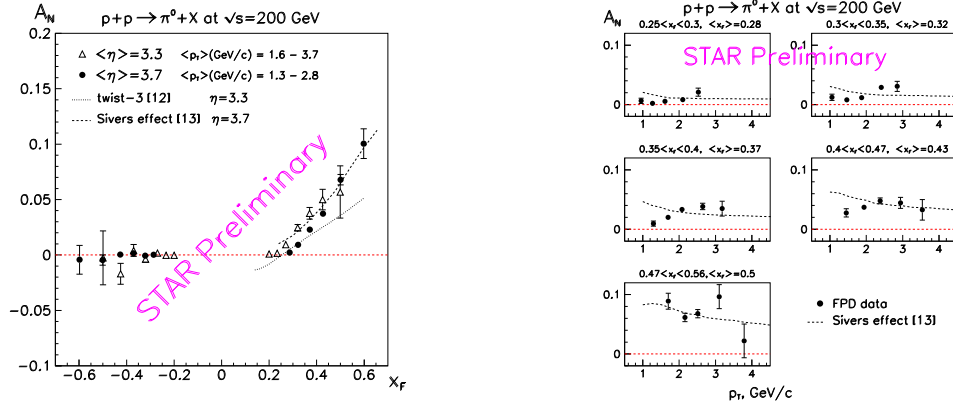 A_N
p+p → π⁰+X at √s=200 GeV
0.2
0.15
0.1
0.05
0
−0.05
−0.1
△ <η>=3.3 <p_T>(GeV/c) = 1.6 − 3.7
● <η>=3.7 <p_T>(GeV/c) = 1.3 − 2.8
twist−3 [12] η=3.3
Sivers effect [13] η=3.7
STAR Preliminary
−0.6 −0.4 −0.2 0 0.2 0.4 0.6
x_F
p+p → π⁰+X at √s=200 GeV
A_N
0.25<x_F<0.3, <x_F>=0.28
0.3<x_F<0.35, <x_F>=0.32
STAR Preliminary
0.1
0
1 2 3 4
1 2 3 4
0.35<x_F<0.4, <x_F>=0.37
0.4<x_F<0.47, <x_F>=0.43
0.1
0
1 2 3 4
1 2 3 4
0.47<x_F<0.56, <x_F>=0.5
0.1
0
1 2 3 4
p_T, GeV/c
● FPD data
Sivers effect [13]